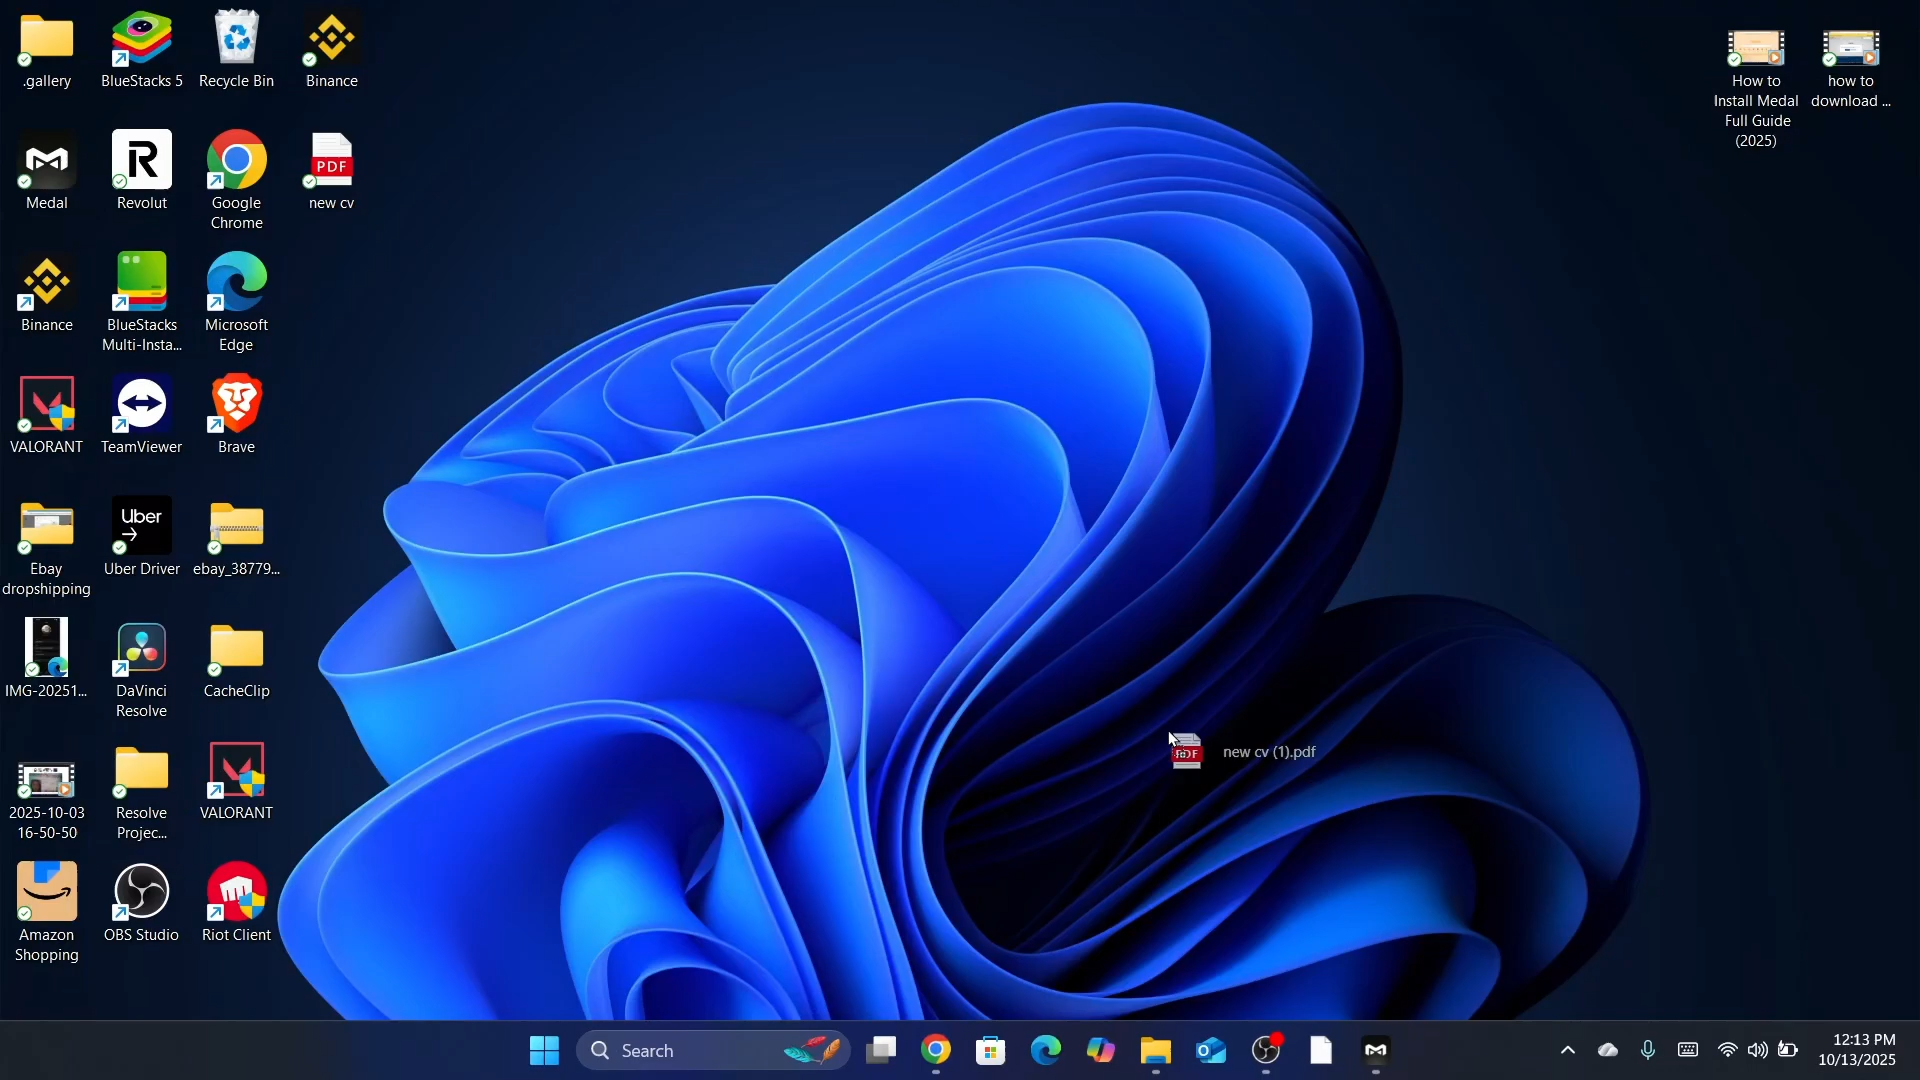 .gallery
BlueStacks 5
Recycle Bin
Binance
How to
Install Medal
Full Guide
(2025)
how to
download ...
Medal
R
Revolut
Google
Chrome
PDF
new cv
Binance
BlueStacks
Multi-Insta...
Microsoft
Edge
VALORANT
TeamViewer
Brave
Ebay
dropshipping
Uber
Uber Driver
ebay_38779...
IMG-20251...
DaVinci
Resolve
CacheClip
PDF
new cv (1).pdf
2025-10-03
16-50-50
Resolve
Projec...
VALORANT
Amazon
Shopping
OBS Studio
Riot Client
Search
12:13 PM
10/13/2025